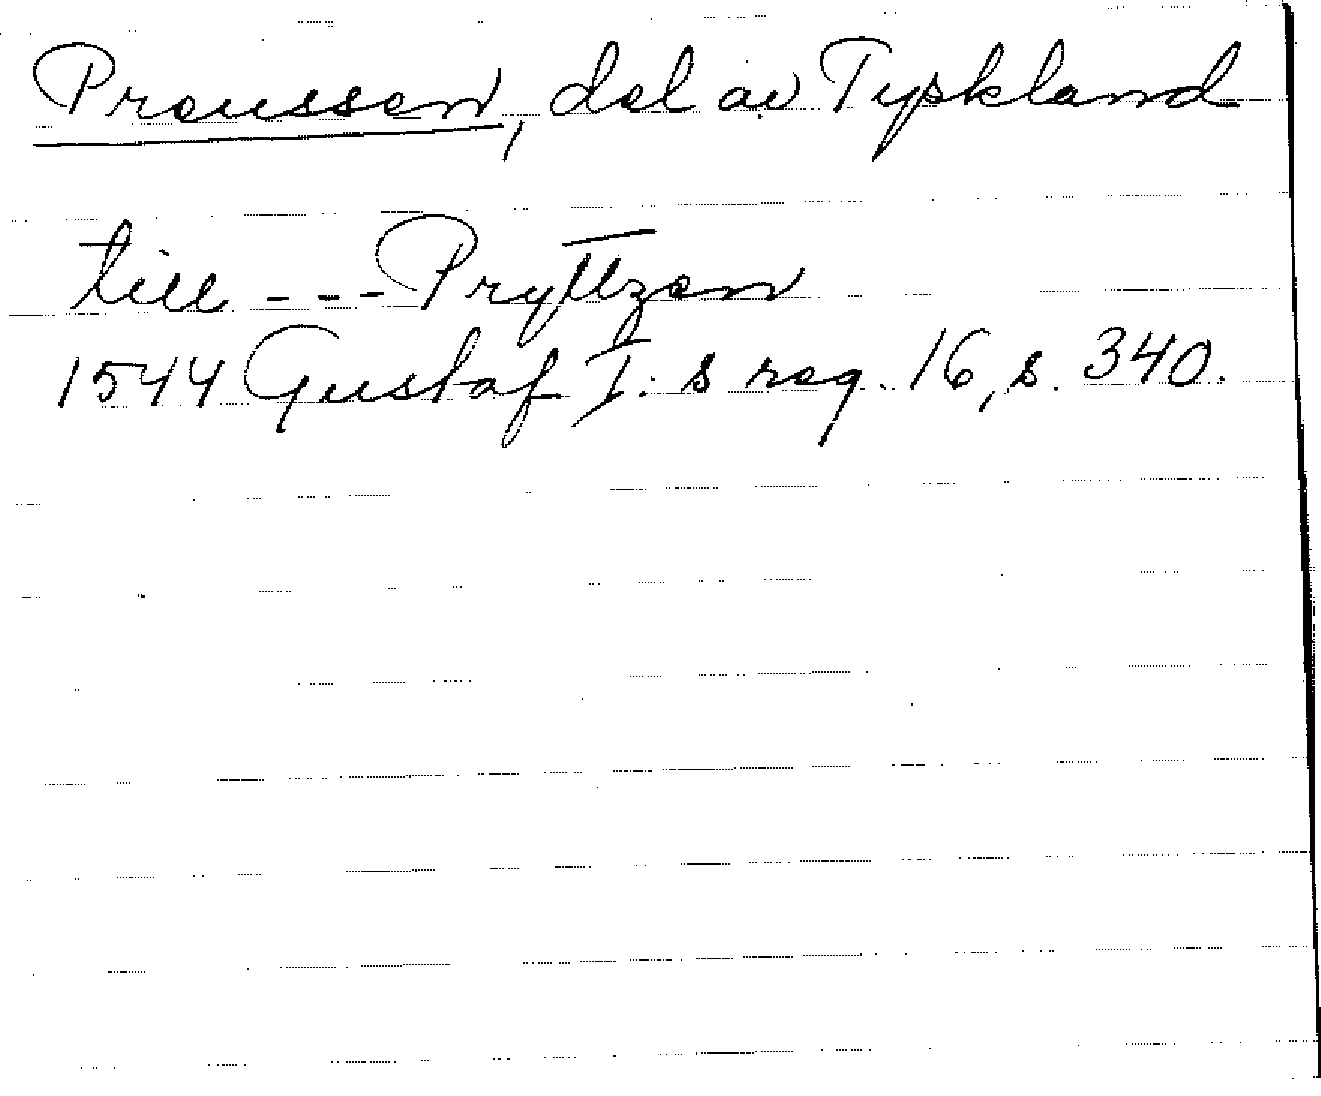 Preussen, del av Tyskland
till --- Pryttzen
1544 Gustaf I:s reg. 16, s. 340.